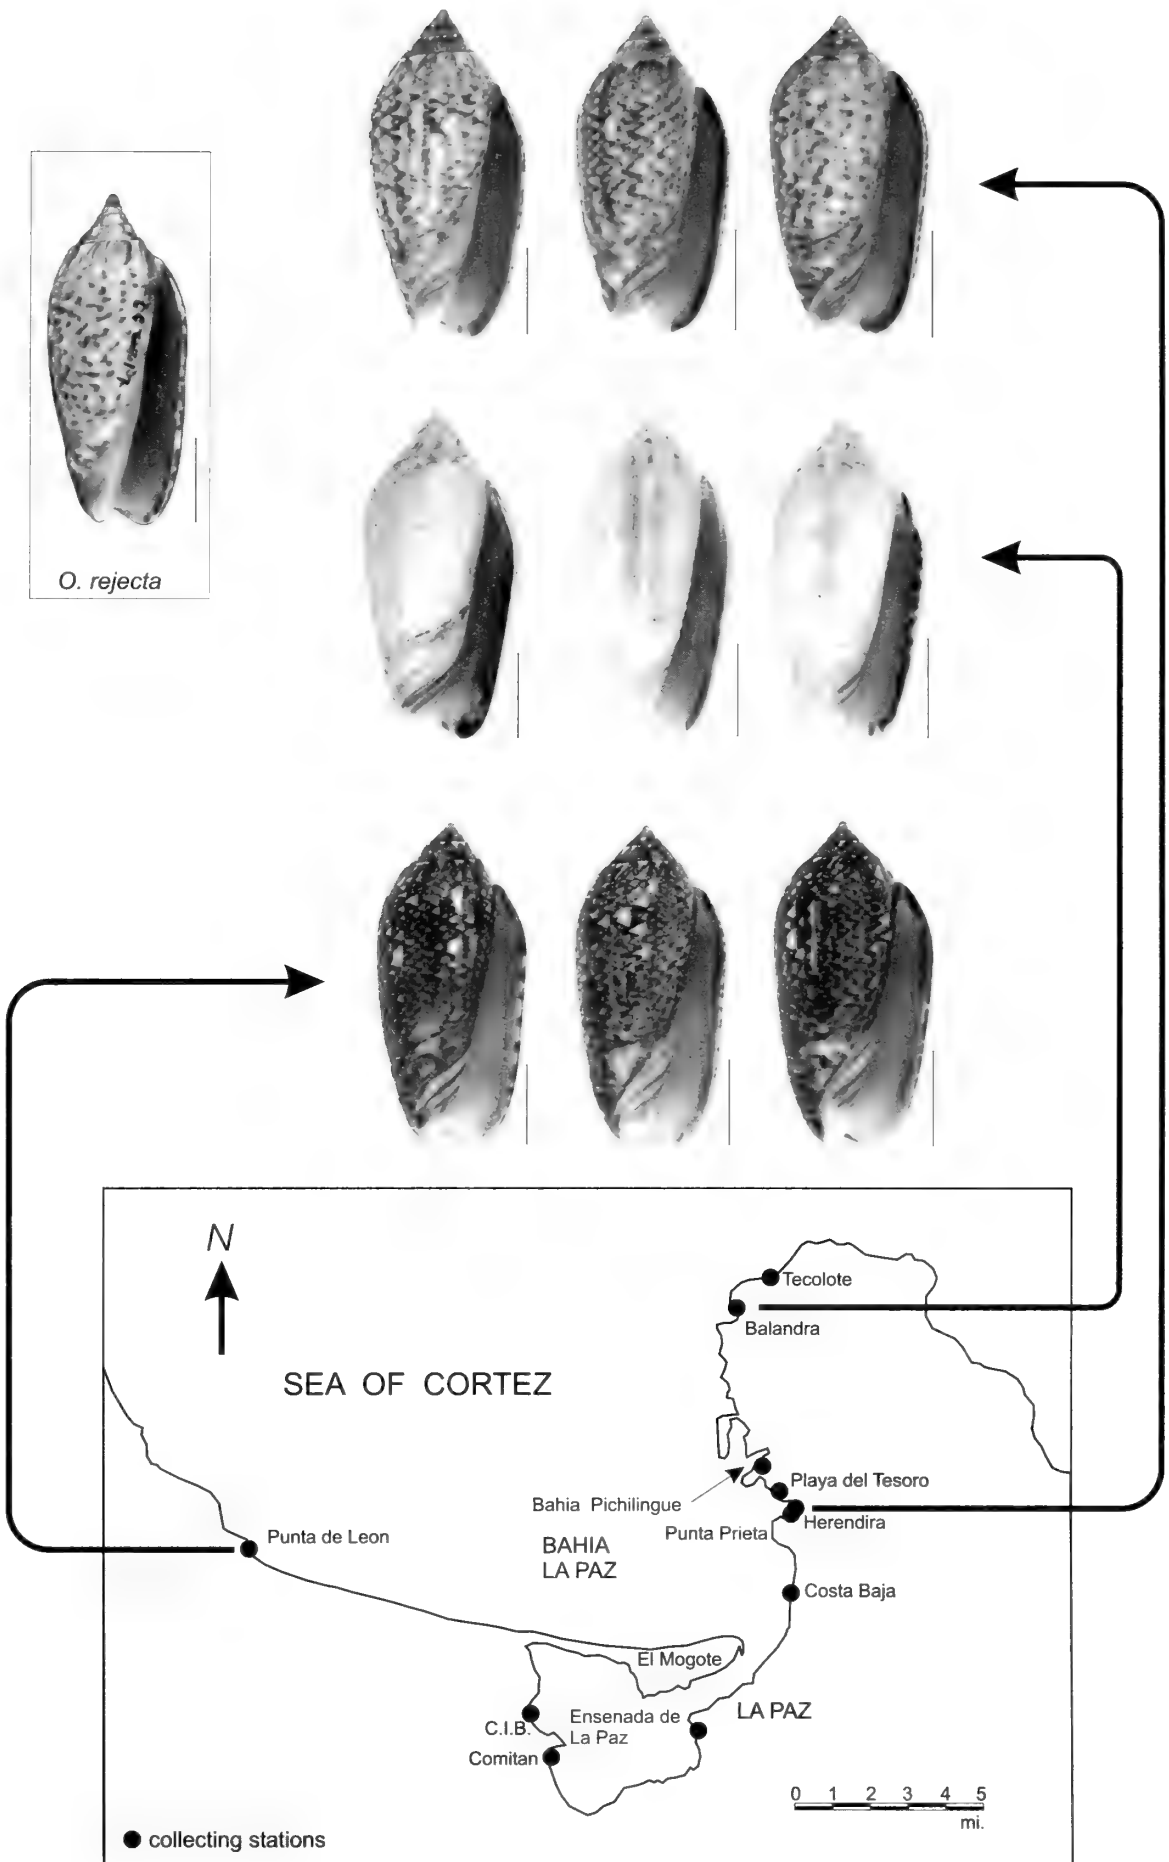 O. rejecta
N
SEA OF CORTEZ
Tecolote
Balandra
Playa del Tesoro
Bahia Pichilingue
Herendira
Punta Prieta
Punta de Leon
BAHIA
LA PAZ
Costa Baja
El Mogote
LA PAZ
Ensenada de
La Paz
C.I.B.
Comitan
0 1 2 3 4 5
mi.
collecting stations